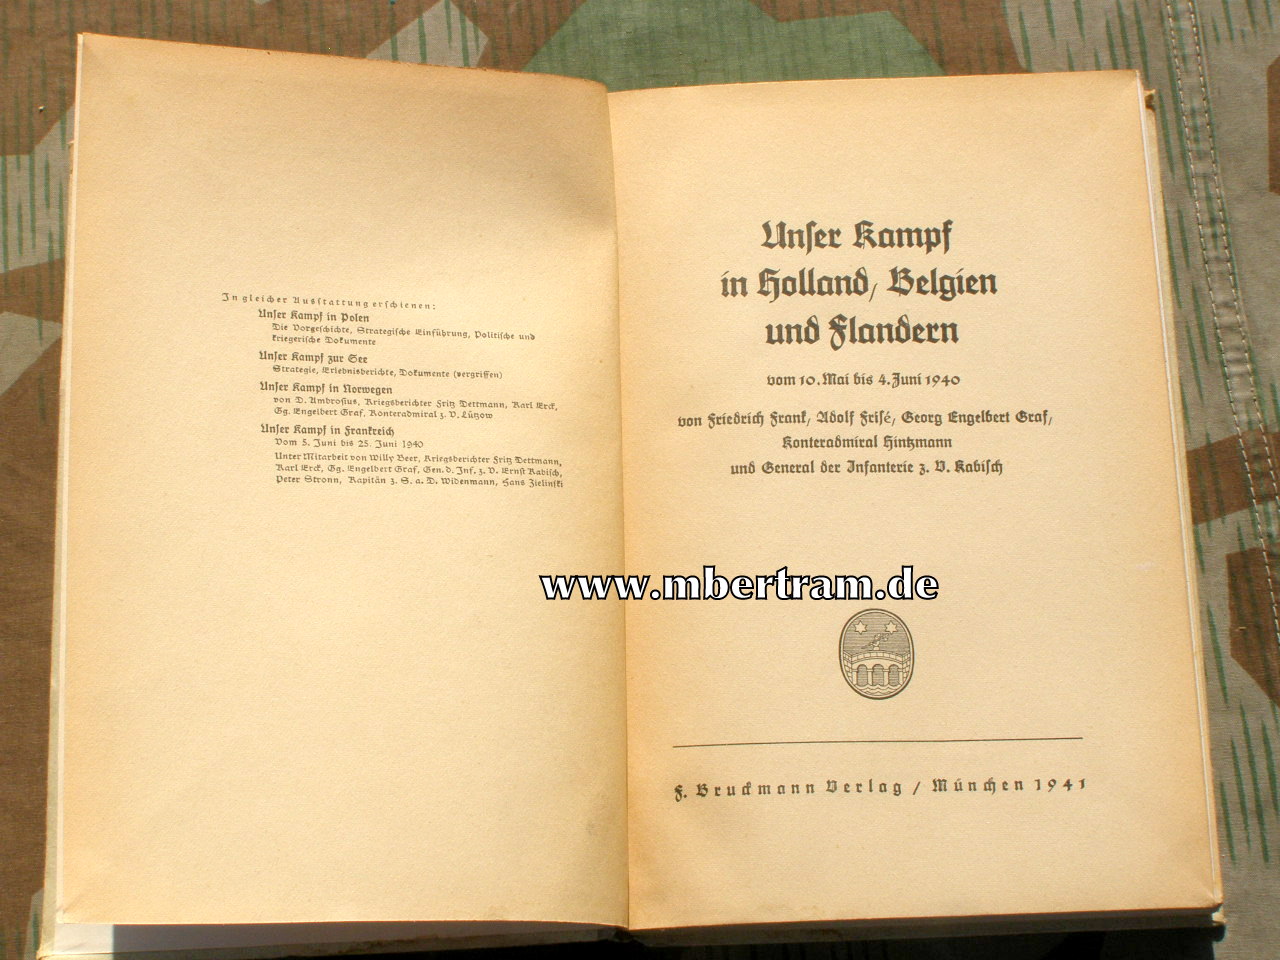 In gleicher Ausstattung erschienen:
Unser Kampf in Polen
Die Vorgeschichte, Strategische Einführung, Politische und
kriegerische Dokumente
Unser Kampf zur See
Strategie, Erlebnisberichte, Dokumente (vergriffen)
Unser Kampf in Norwegen
von D. Ambrosius, Kriegsberichter Fritz Dettmann, Karl Erck,
Gg. Engelbert Graf, Konteradmiral z. V. Lützow
Unser Kampf in Frankreich
Vom 5. Juni bis 25. Juni 1940
Unter Mitarbeit von Willy Beer, Kriegsberichter Fritz Dettmann,
Karl Erck, Gg. Engelbert Graf, Gen. d. Inf. z. V. Ernst Kabisch,
Peter Stronn, Kapitän z. S. a. D. Widenmann, Hans Zielinski
Unser Kampf
in Holland, Belgien
und Flandern
vom 10. Mai bis 4. Juni 1940
von Friedrich Frank, Adolf Frisé, Georg Engelbert Graf,
Konteradmiral Hintzmann
und General der Infanterie z. V. Kabisch
www.mbertram.de
F. Bruckmann Verlag / München 1941